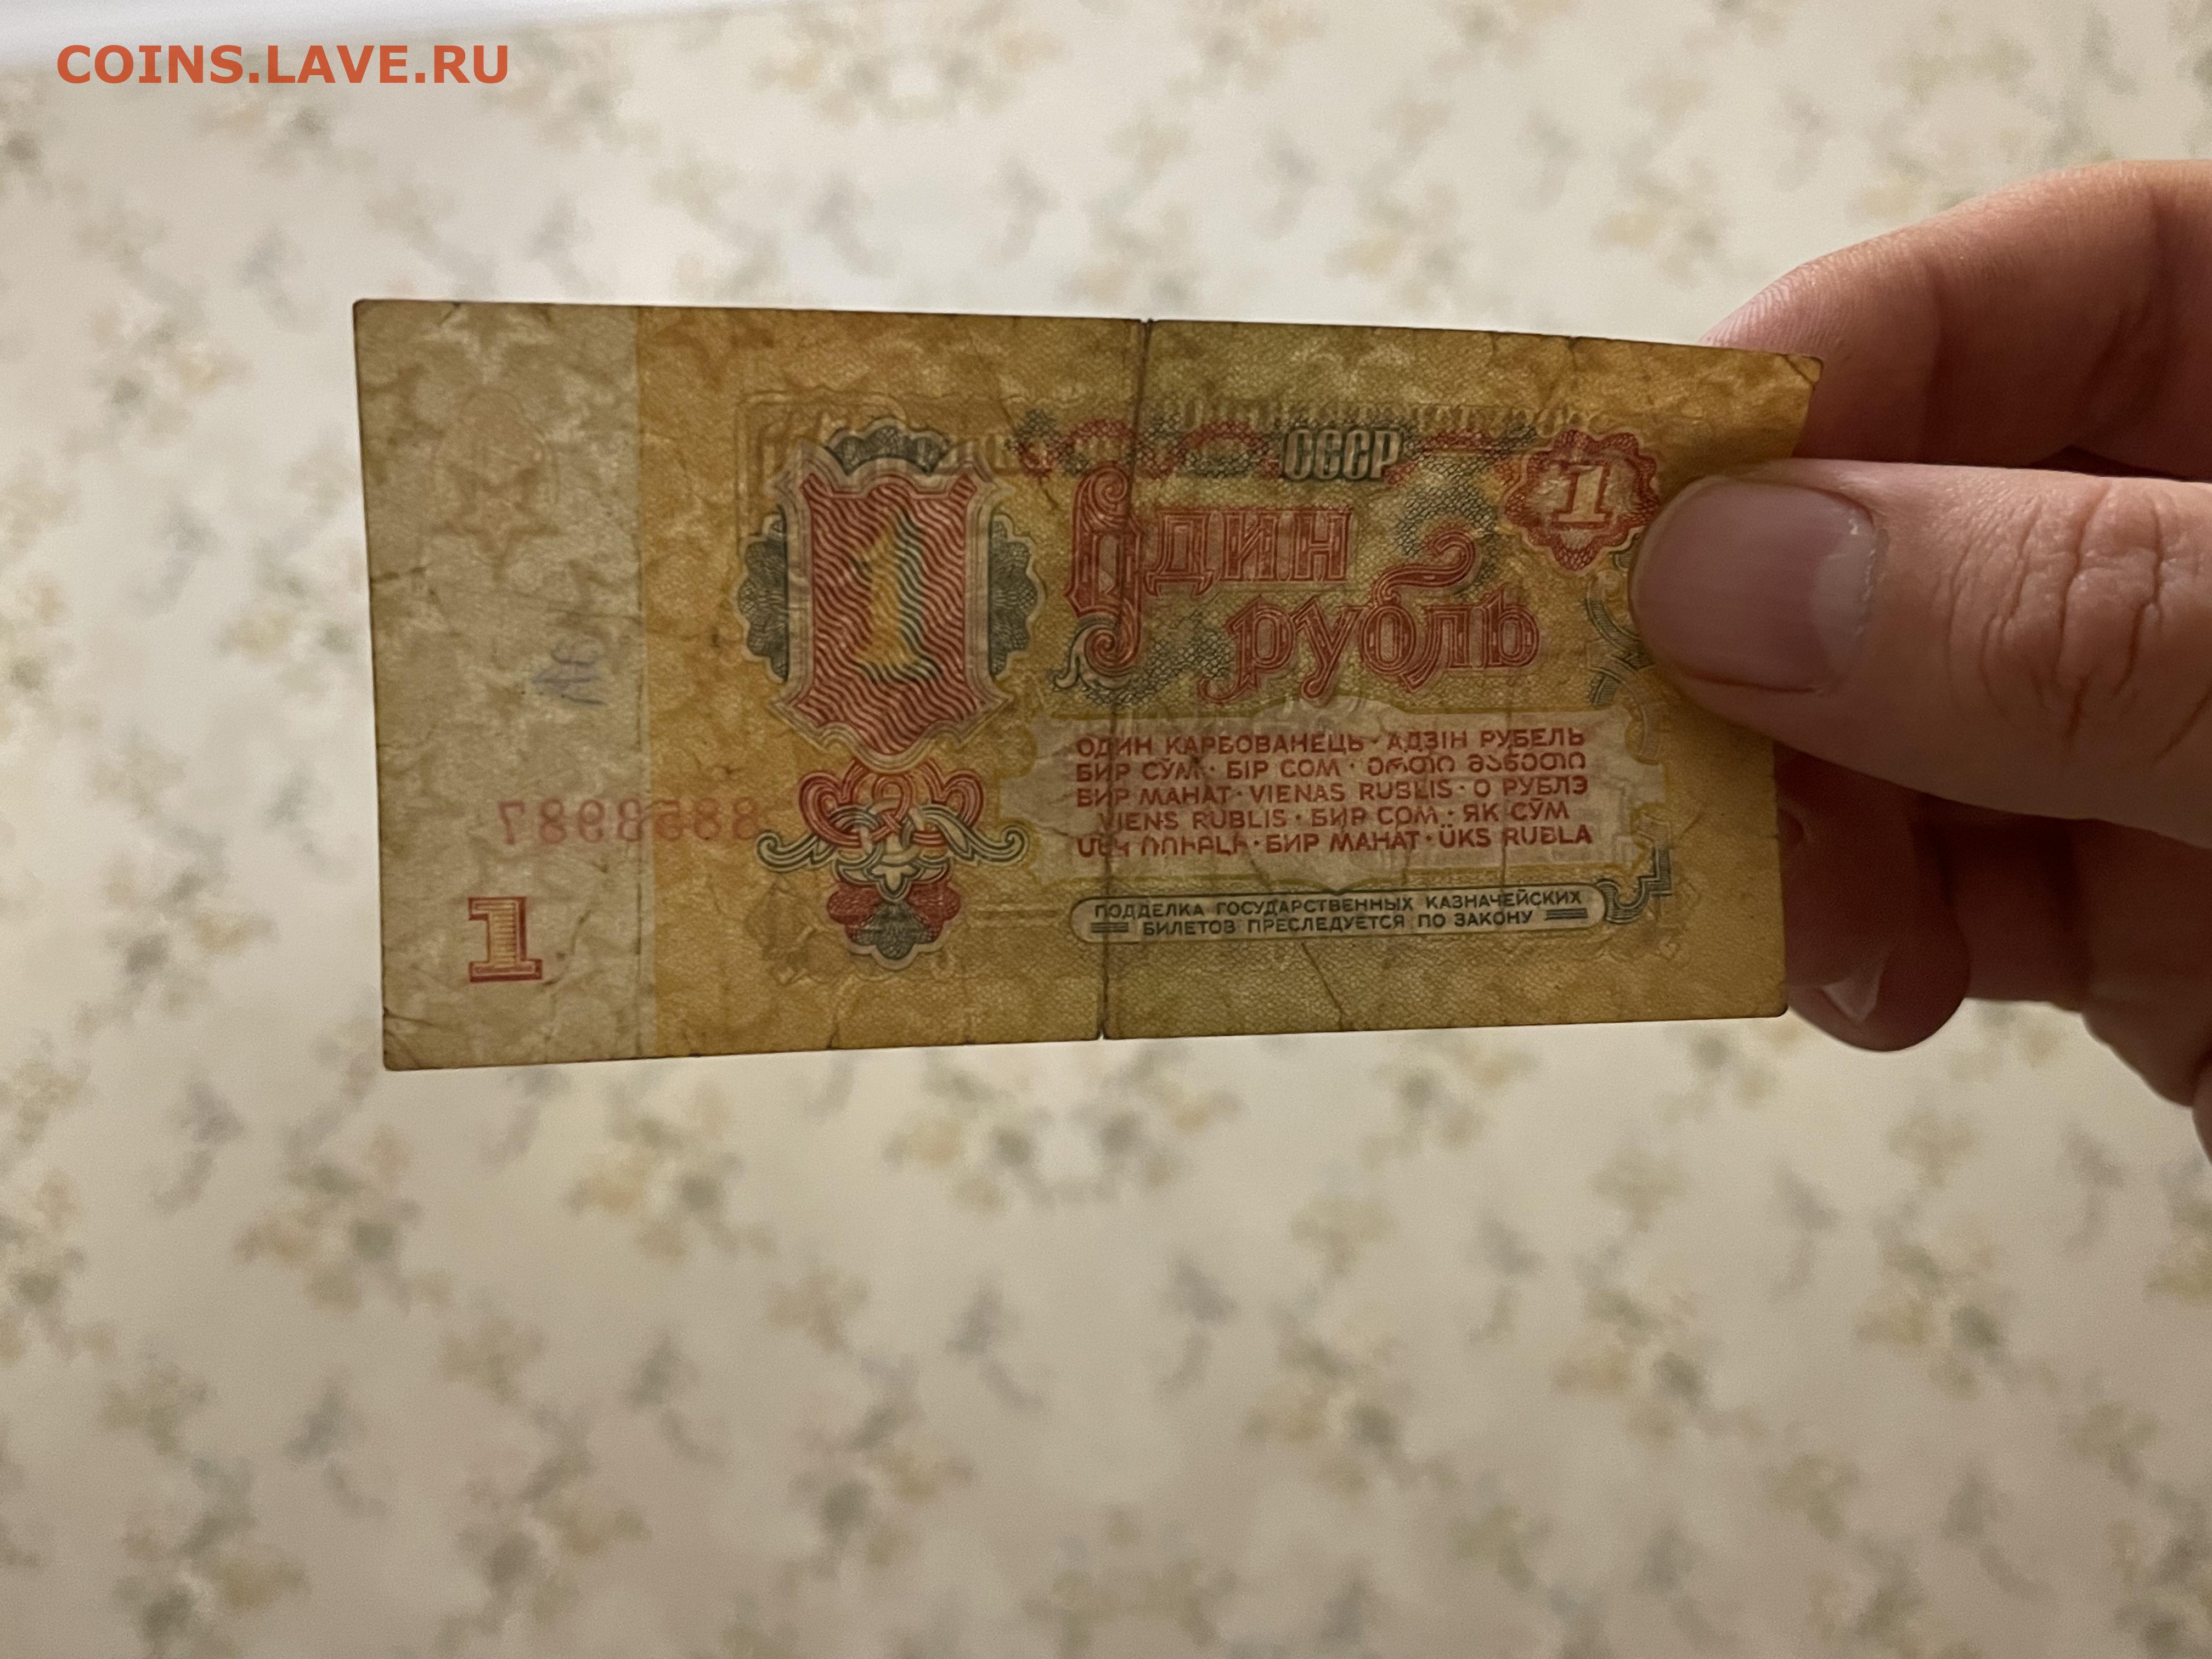 COINS.LAVE.RU
СССР
1
1
Один
рубль
ОДИН КАРБОВАНЕЦЬ · АДЗІН РУБЕЛЬ
БИР СЎМ · БІР СОМ · ᲔᲠᲗᲘ ᲛᲐᲜᲔᲗᲘ
БИР МАНАТ · VIENAS RUBLIS · О РУБЛЭ
VIENS RUBLIS · БИР СОМ · ЯК СӮМ
ՄԵԿ ՌՈՒԲԼԻ · БИР МАНАТ · ÜKS RUBLA
ПОДДЕЛКА ГОСУДАРСТВЕННЫХ КАЗНАЧЕЙСКИХ
БИЛЕТОВ ПРЕСЛЕДУЕТСЯ ПО ЗАКОНУ
1